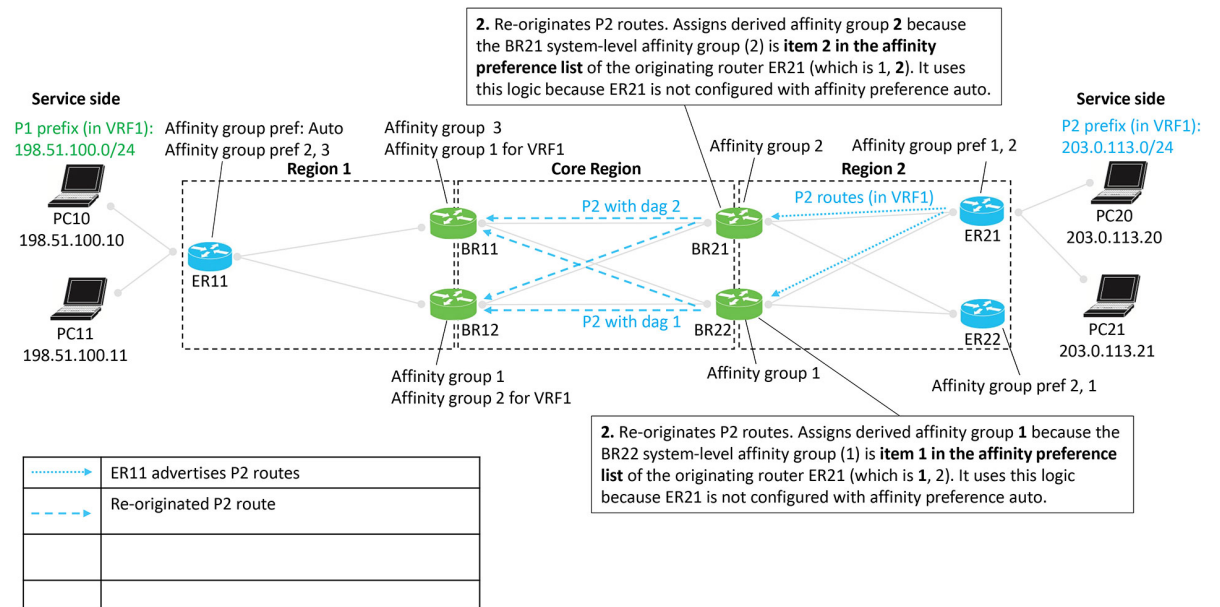 2. Re-originates P2 routes. Assigns derived affinity group 2 because
the BR21 system-level affinity group (2) is item 2 in the affinity
preference list of the originating router ER21 (which is 1, 2). It uses
this logic because ER21 is not configured with affinity preference auto.
Service side
P1 prefix (in VRF1):
198.51.100.0/24
Affinity group pref: Auto
Affinity group pref 2, 3
Affinity group 3
Affinity group 1 for VRF1
Affinity group 2
Affinity group pref 1, 2
Service side
P2 prefix (in VRF1):
203.0.113.0/24
Region 1
Core Region
Region 2
PC10
198.51.100.10
PC11
198.51.100.11
ER11
BR11
BR12
P2 with dag 2
P2 with dag 1
BR21
BR22
P2 routes (in VRF1)
ER21
ER22
PC20
203.0.113.20
PC21
203.0.113.21
Affinity group 1
Affinity group 2 for VRF1
Affinity group 1
Affinity group pref 2, 1
2. Re-originates P2 routes. Assigns derived affinity group 1 because the
BR22 system-level affinity group (1) is item 1 in the affinity preference
list of the originating router ER21 (which is 1, 2). It uses this logic
because ER21 is not configured with affinity preference auto.
ER11 advertises P2 routes
Re-originated P2 route